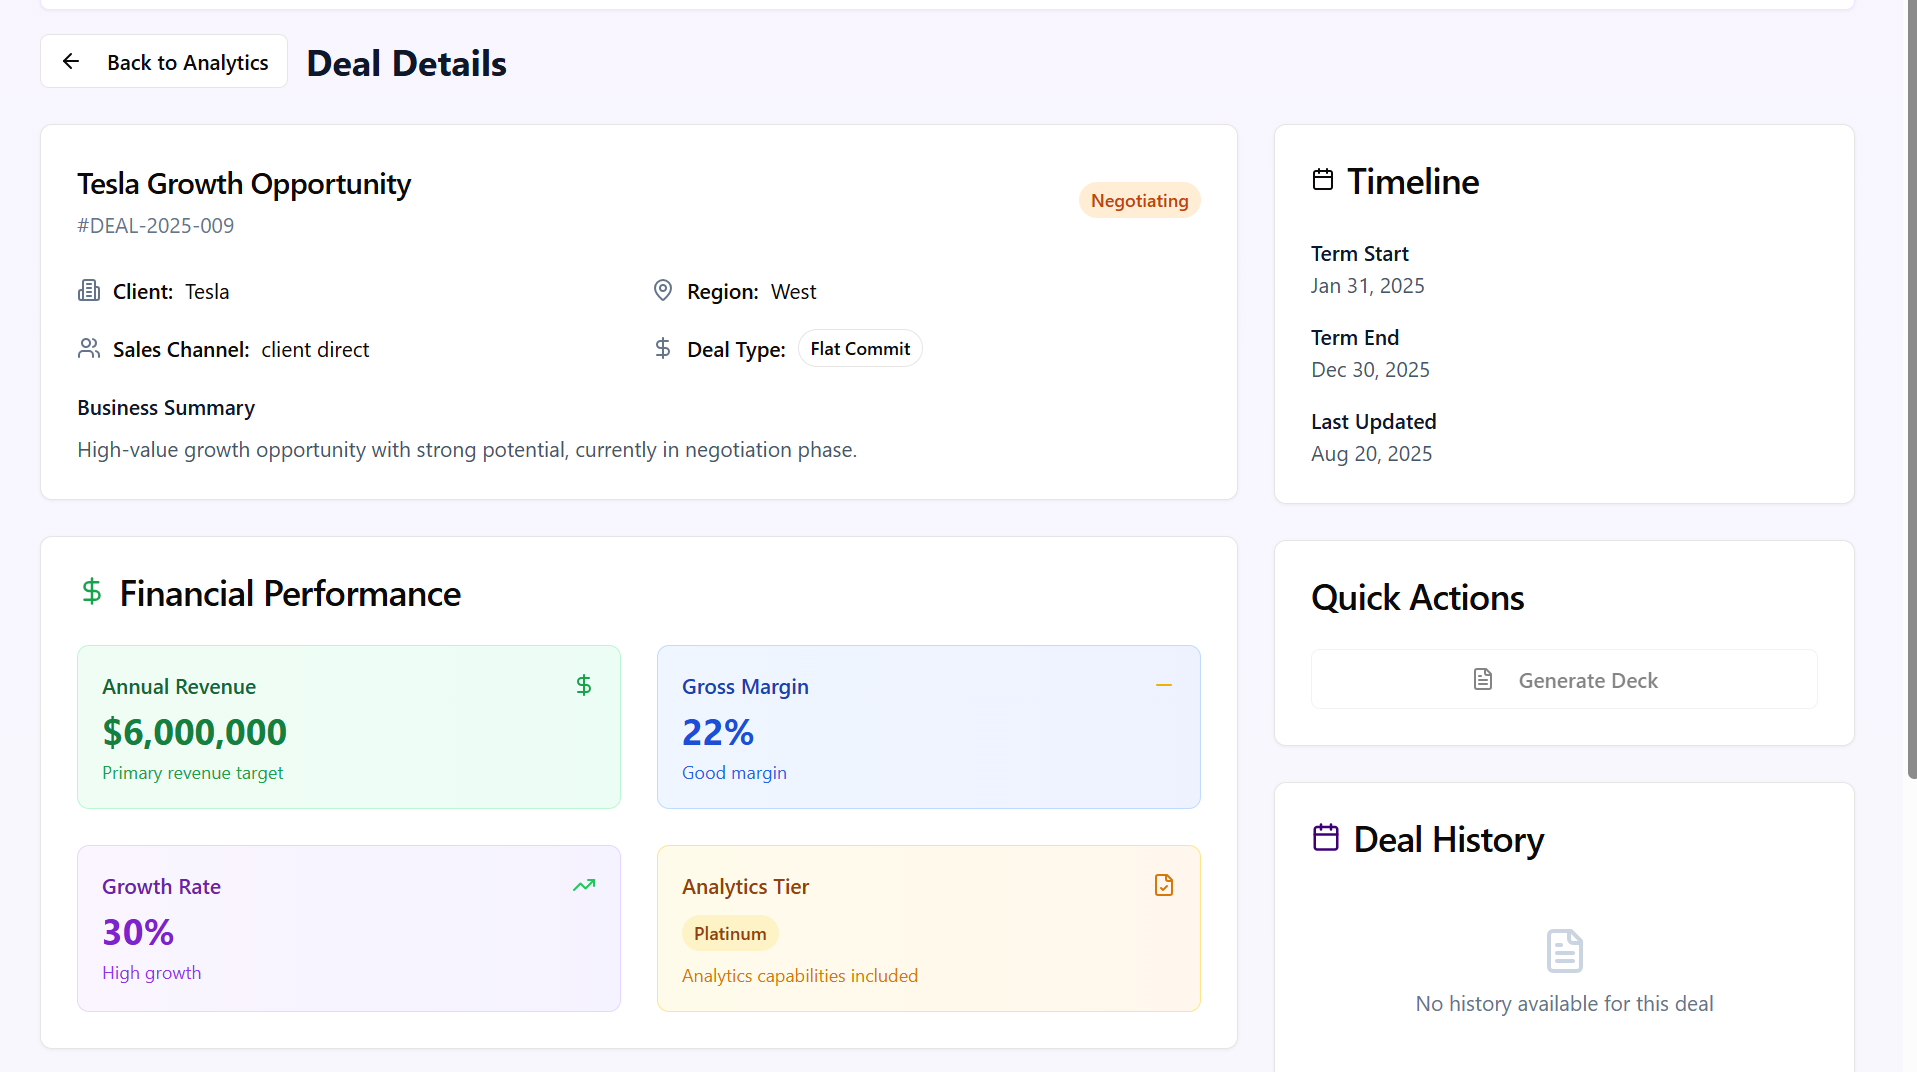 Back to Analytics
Deal Details
Tesla Growth Opportunity
#DEAL-2025-009
Negotiating
Client: Tesla
Region: West
Sales Channel: client direct
Deal Type: Flat Commit
Business Summary
High-value growth opportunity with strong potential, currently in negotiation phase.
Financial Performance
Annual Revenue
$6,000,000
Primary revenue target
Gross Margin
22%
Good margin
Growth Rate
30%
High growth
Analytics Tier
Platinum
Analytics capabilities included
Timeline
Term Start
Jan 31, 2025
Term End
Dec 30, 2025
Last Updated
Aug 20, 2025
Quick Actions
Generate Deck
Deal History
No history available for this deal